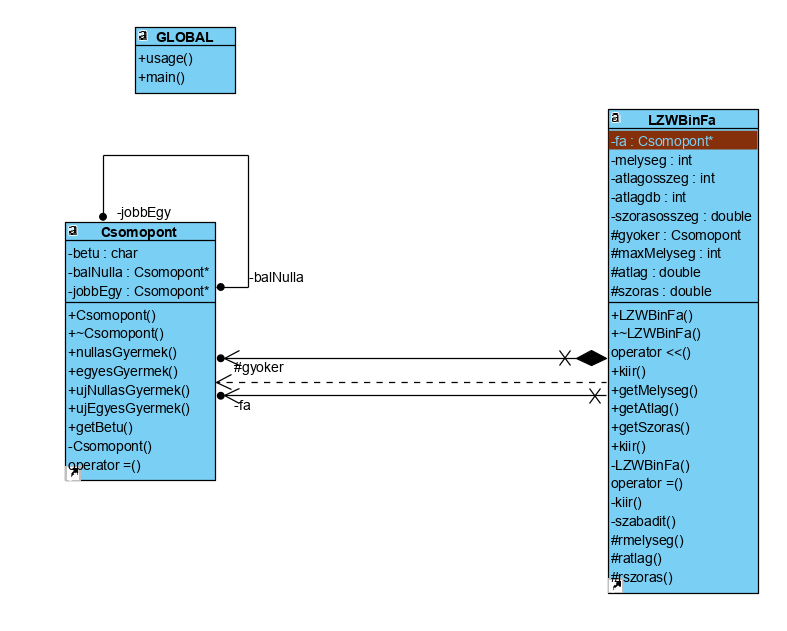 a GLOBAL
+usage()
+main()
-jobbEgy
a Csomopont
-betu : char
-balNulla : Csomopont*
-jobbEgy : Csomopont*
+Csomopont()
+~Csomopont()
+nullasGyermek()
+egyesGyermek()
+ujNullasGyermek()
+ujEgyesGyermek()
+getBetu()
-Csomopont()
operator =()
-balNulla
#gyoker
-fa
a LZWBinFa
-fa : Csomopont*
-melyseg : int
-atlagosszeg : int
-atlagdb : int
-szorasosszeg : double
#gyoker : Csomopont
#maxMelyseg : int
#atlag : double
#szoras : double
+LZWBinFa()
+~LZWBinFa()
operator <<()
+kiir()
+getMelyseg()
+getAtlag()
+getSzoras()
+kiir()
-LZWBinFa()
operator =()
-kiir()
-szabadit()
#rmelyseg()
#ratlag()
#rszoras()